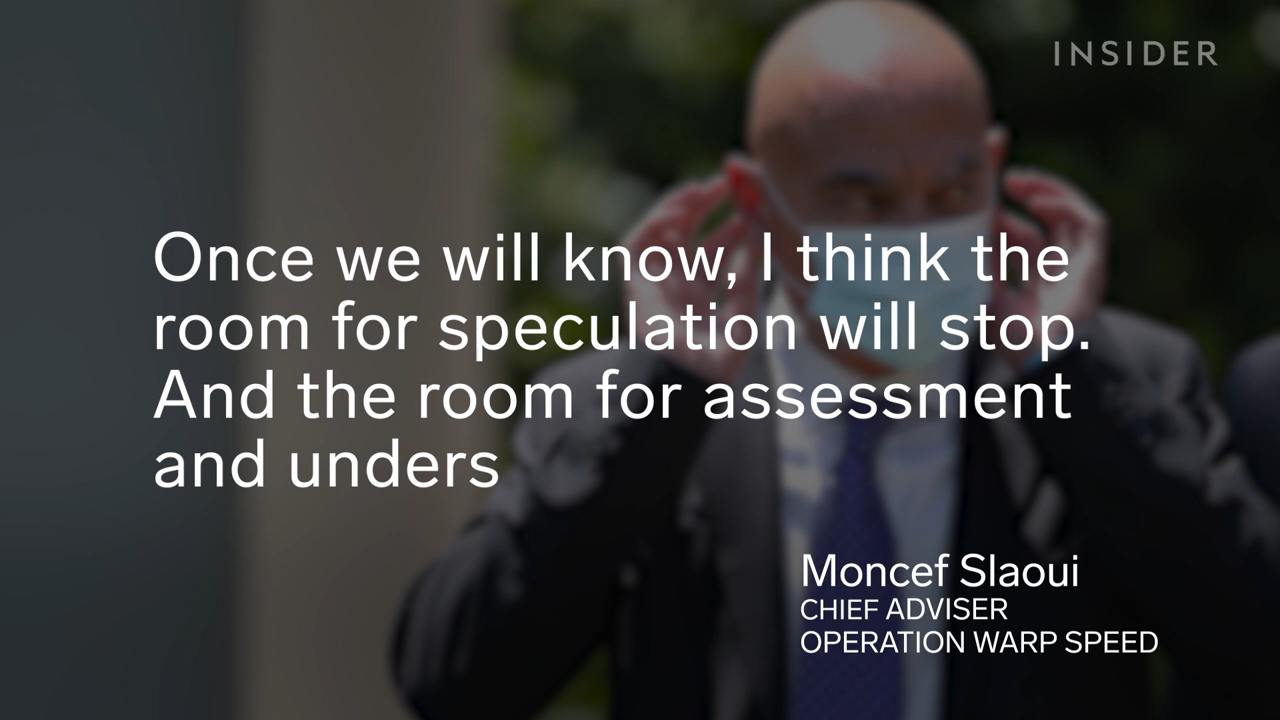 INSIDER
Once we will know, I think the
room for speculation will stop.
And the room for assessment
and unders
Moncef Slaoui
CHIEF ADVISER
OPERATION WARP SPEED